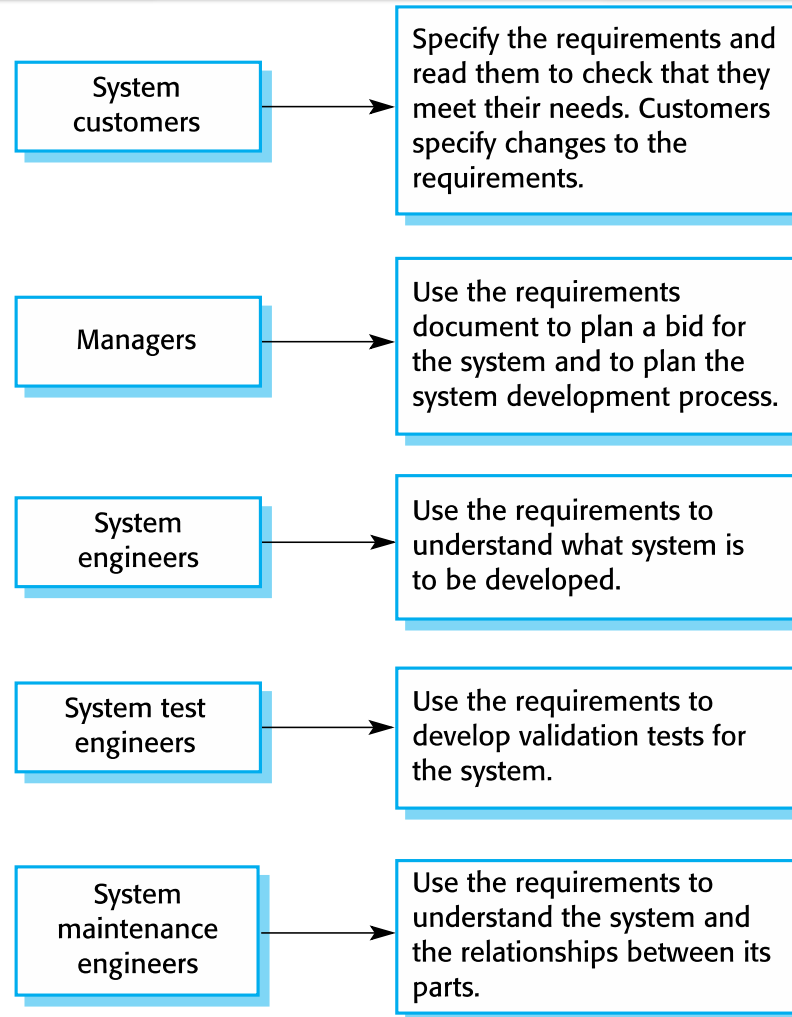 System
customers
Specify the requirements and
read them to check that they
meet their needs. Customers
specify changes to the
requirements.
Managers
Use the requirements
document to plan a bid for
the system and to plan the
system development process.
System
engineers
Use the requirements to
understand what system is
to be developed.
System test
engineers
Use the requirements to
develop validation tests for
the system.
System
maintenance
engineers
Use the requirements to
understand the system and
the relationships between its
parts.